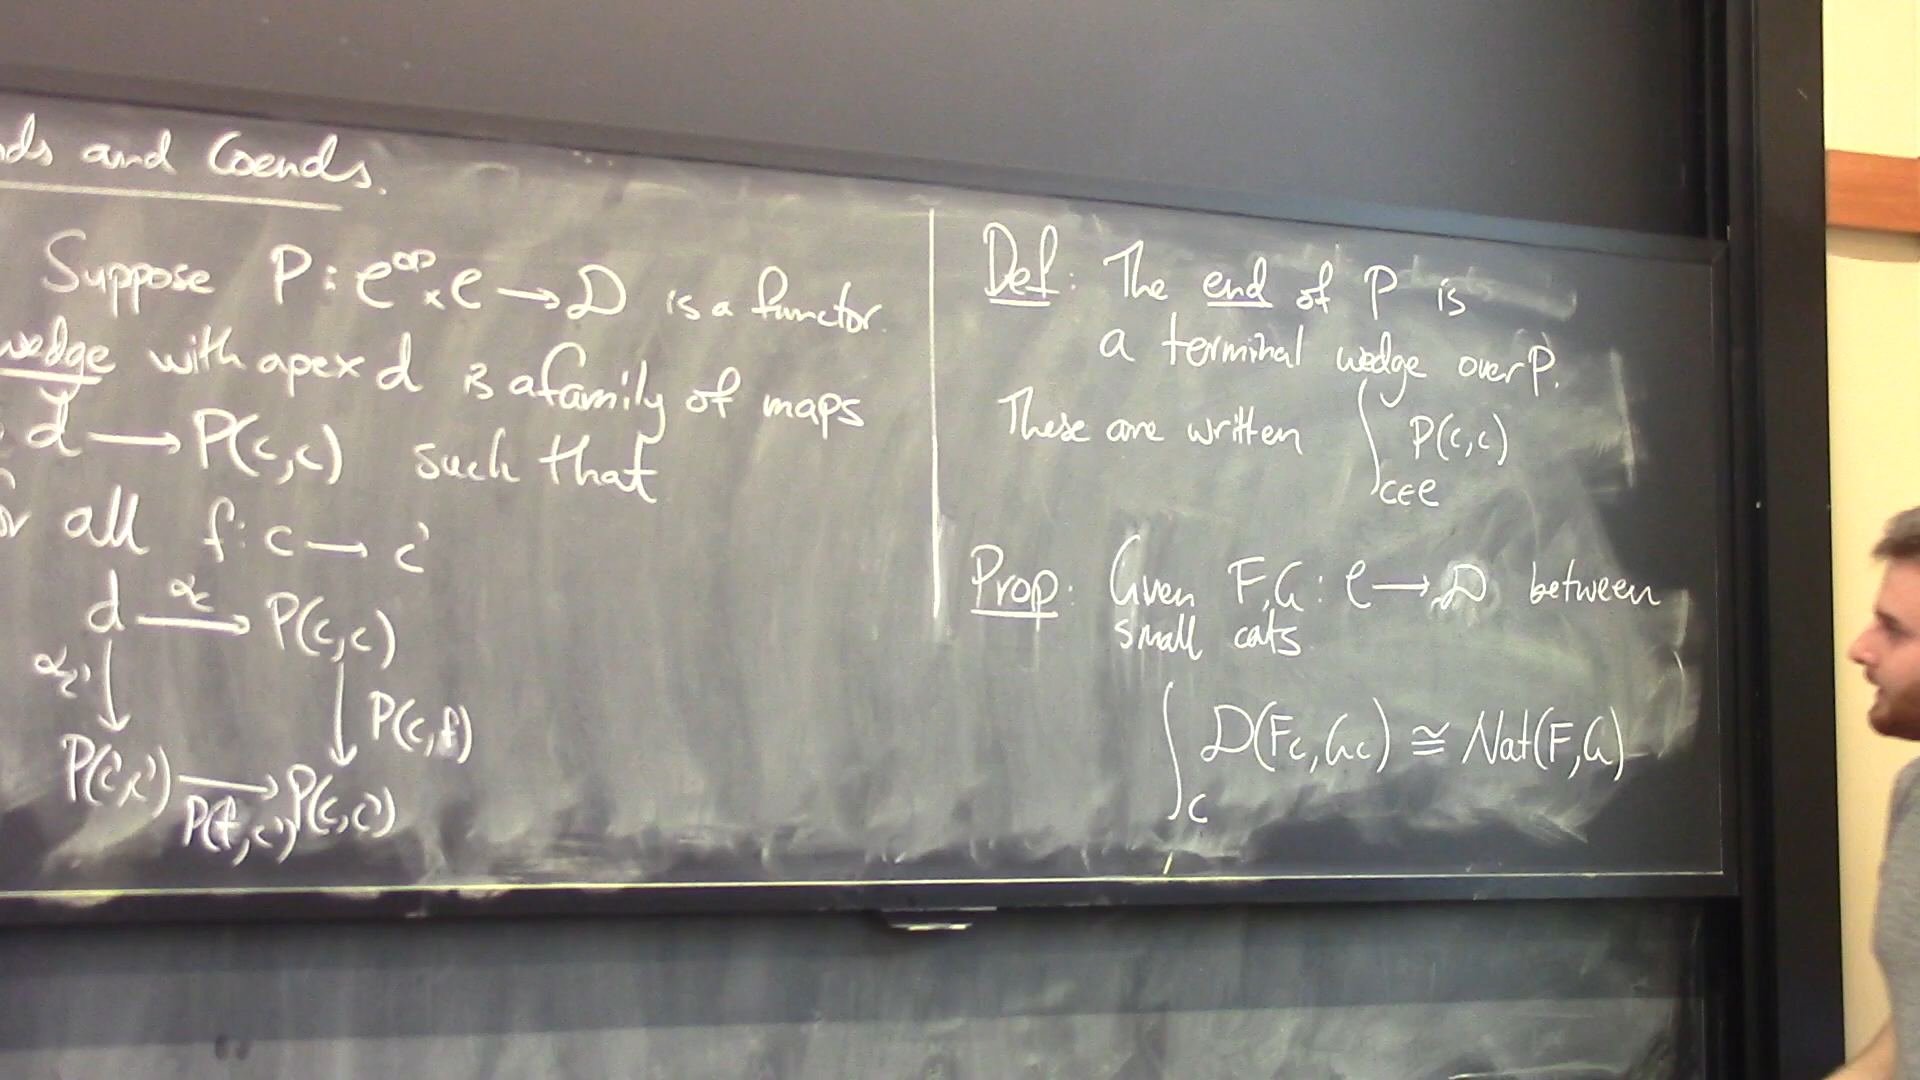 ds and Coends.
Suppose P : C^op × C → D is a functor.
wedge with apex d is a family of maps
d → P(c,c) such that
all f : c → c'
d α_c → P(c,c)
α_c' ↓ ↓ P(c,f)
P(c',c') → P(c,c')
P(f,c')
Def: The end of P is
a terminal wedge over P.
These are written ∫ P(c,c)
c∈C
Prop: Given F,G : C → D between
small cats
∫ D(Fc,Gc) ≅ Nat(F,G)
c